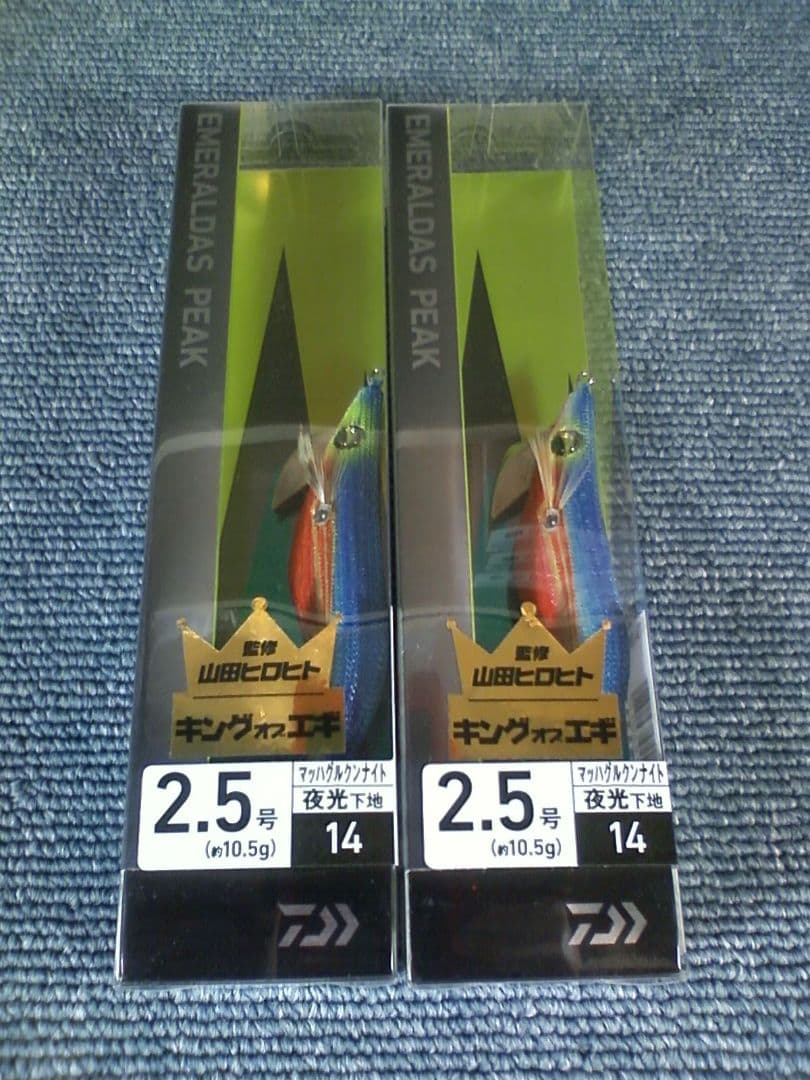 EMERALDAS PEAK
監修
山田ヒロヒト
キングオブエギ
2.5号
(約10.5g)
マッハグルクンナイト
夜光下地
14
EMERALDAS PEAK
監修
山田ヒロヒト
キングオブエギ
2.5号
(約10.5g)
マッハグルクンナイト
夜光下地
14